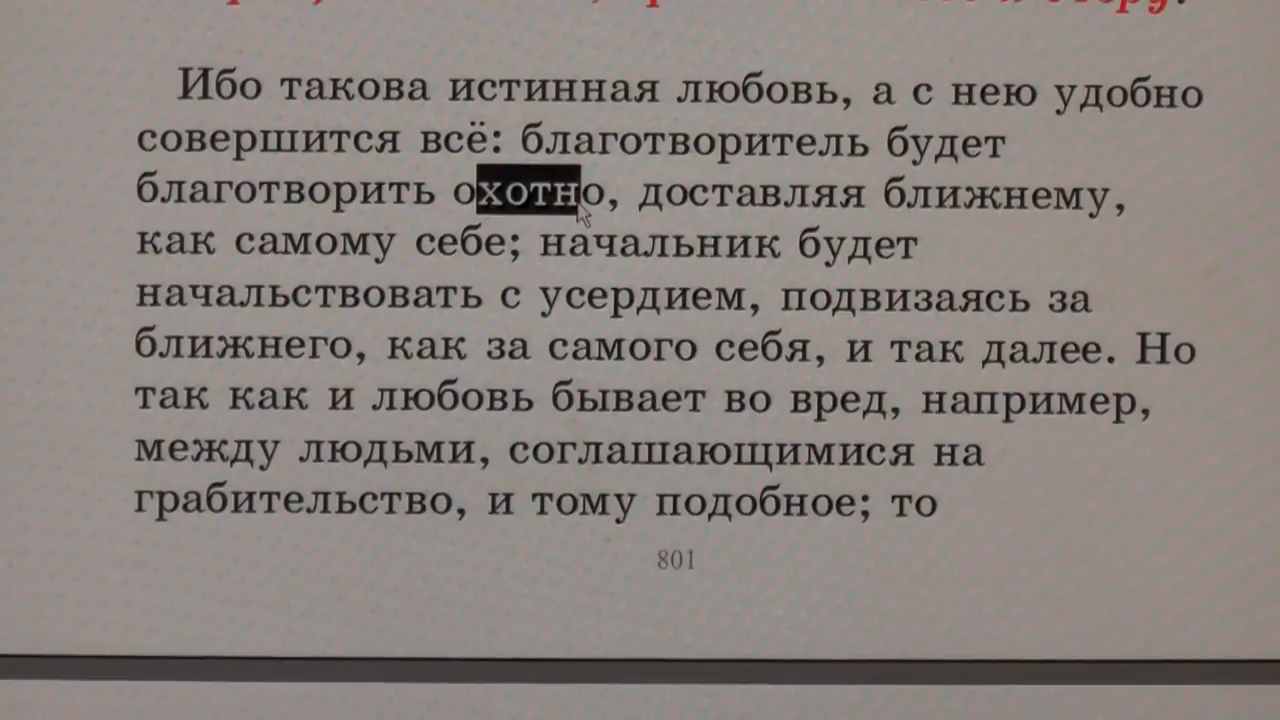 Ибо такова истинная любовь, а с нею удобно
совершится всё: благотворитель будет
благотворить охотно, доставляя ближнему,
как самому себе; начальник будет
начальствовать с усердием, подвизаясь за
ближнего, как за самого себя, и так далее. Но
так как и любовь бывает во вред, например,
между людьми, соглашающимися на
грабительство, и тому подобное; то
801